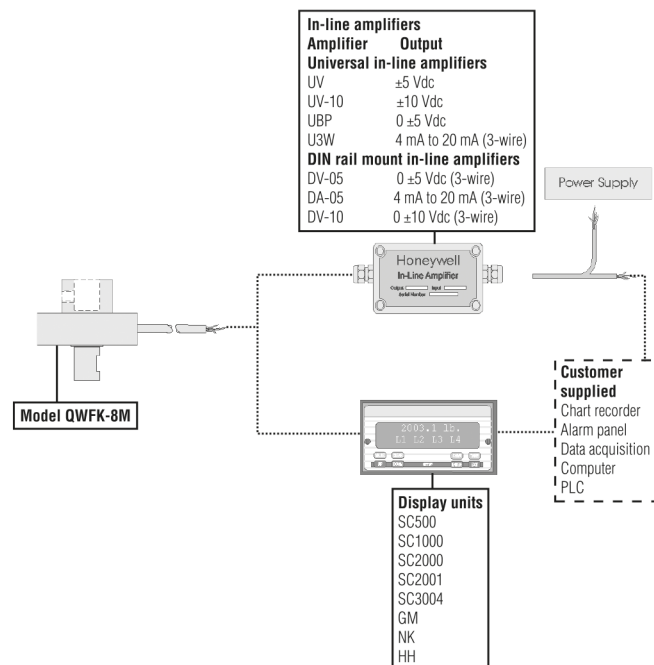 In-line amplifiers
Amplifier Output
Universal in-line amplifiers
UV ±5 Vdc
UV-10 ±10 Vdc
UBP 0 ±5 Vdc
U3W 4 mA to 20 mA (3-wire)
DIN rail mount in-line amplifiers
DV-05 0 ±5 Vdc (3-wire)
DA-05 4 mA to 20 mA (3-wire)
DV-10 0 ±10 Vdc (3-wire)
Power Supply
Honeywell
In-Line Amplifier
Output Input
Serial Number
Model QWFK-8M
2003.1 lb.
L1 L2 L3 L4
Customer
supplied
Chart recorder
Alarm panel
Data acquisition
Computer
PLC
Display units
SC500
SC1000
SC2000
SC2001
SC3004
GM
NK
HH